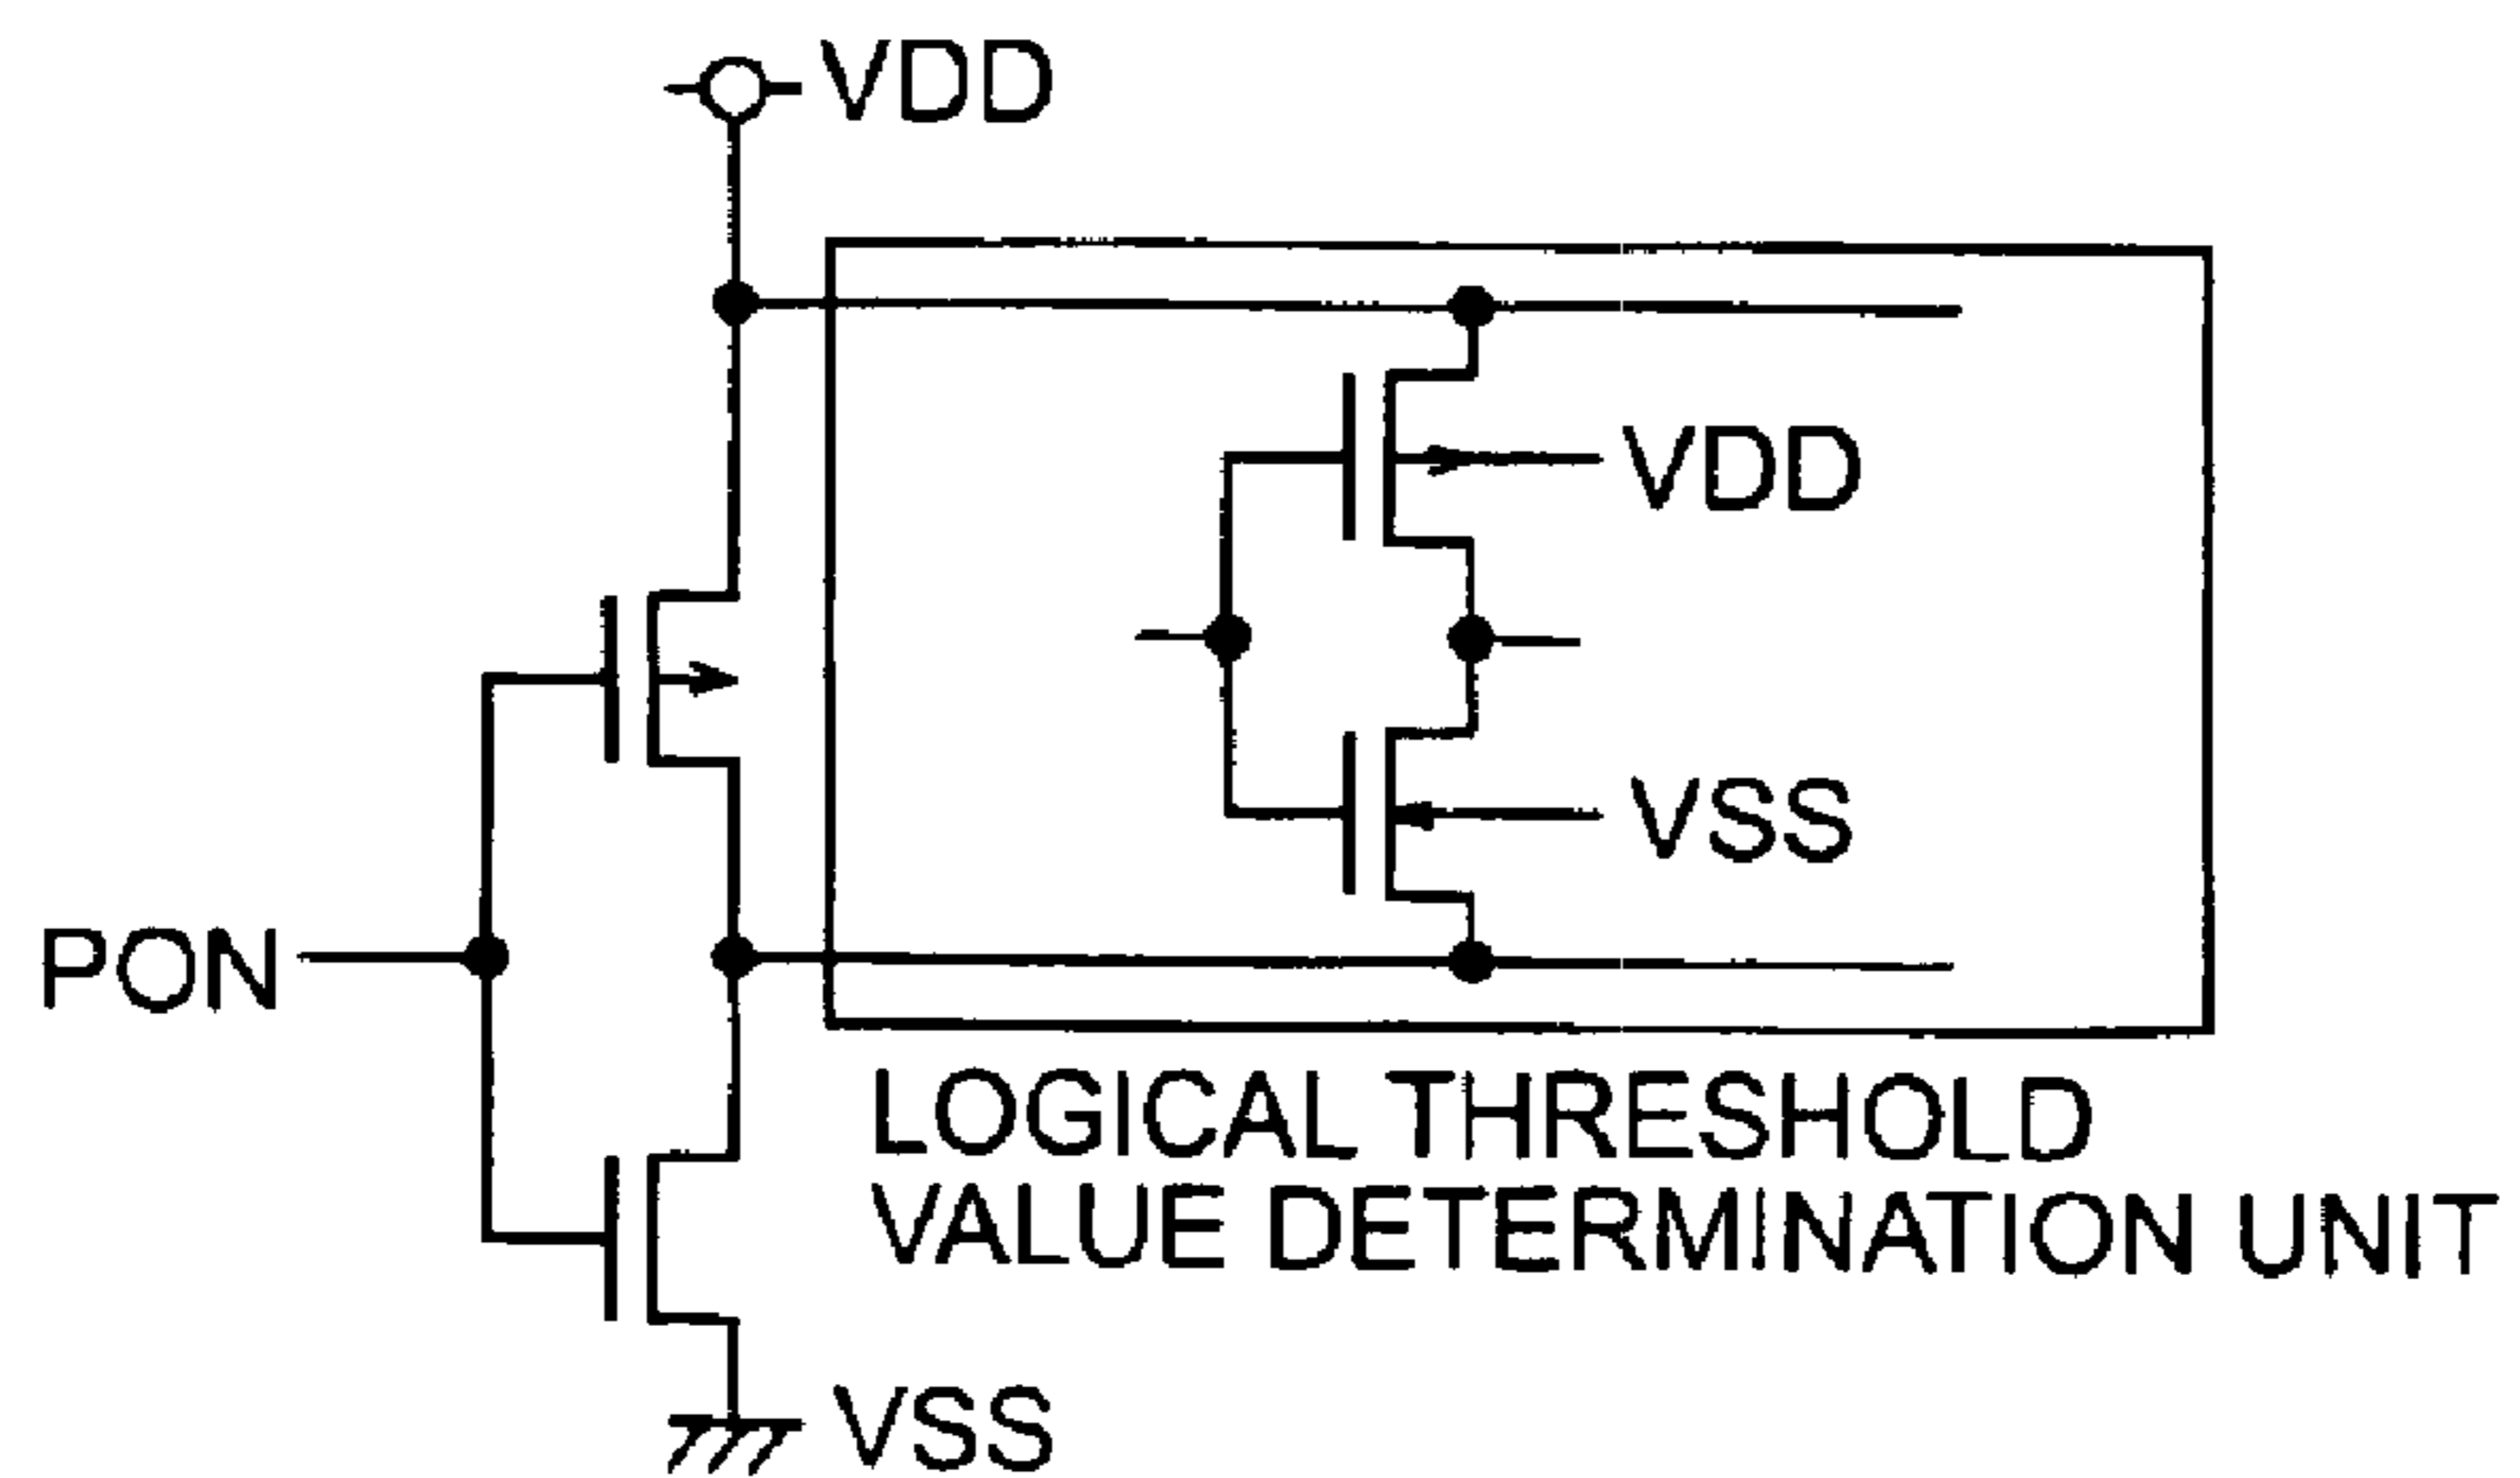 VDD
VDD
VSS
PON
LOGICAL THRESHOLD
VALUE DETERMINATION UNIT
VSS